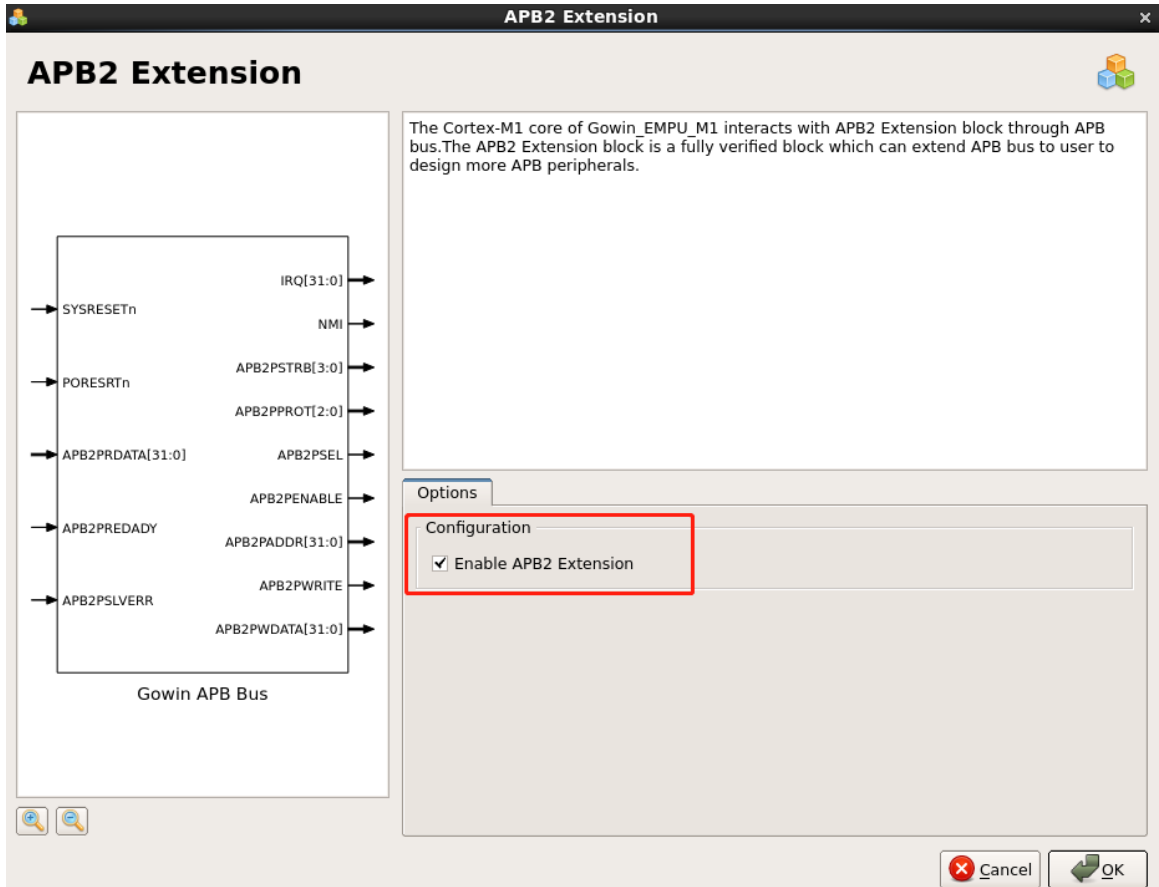 APB2 Extension
APB2 Extension
The Cortex-M1 core of Gowin_EMPU_M1 interacts with APB2 Extension block through APB
bus.The APB2 Extension block is a fully verified block which can extend APB bus to user to
design more APB peripherals.
IRQ[31:0]
SYSRESETn
NMI
APB2PSTRB[3:0]
PORESRTn
APB2PPROT[2:0]
APB2PRDATA[31:0]
APB2PSEL
APB2PENABLE
APB2PREDADY
APB2PADDR[31:0]
APB2PWRITE
APB2PSLVERR
APB2PWDATA[31:0]
Gowin APB Bus
Options
Configuration
Enable APB2 Extension
Cancel
OK